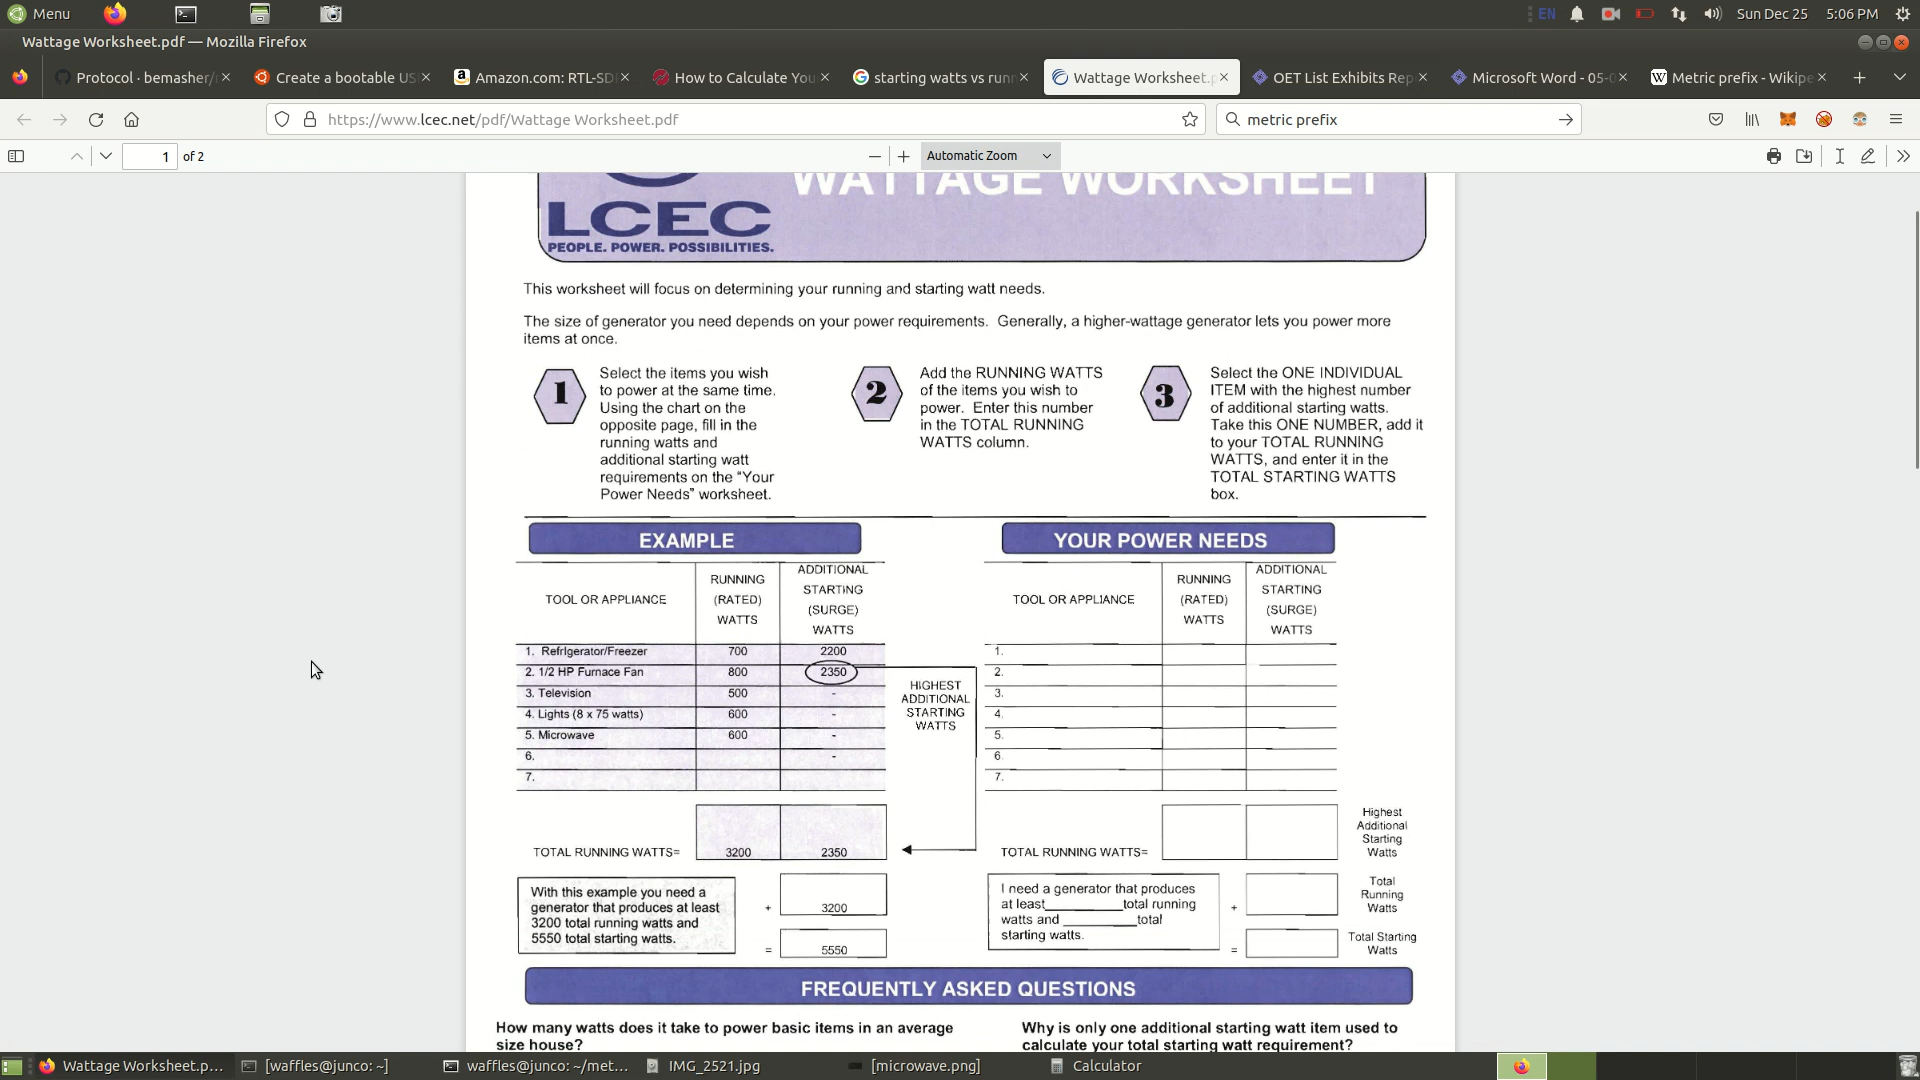 Menu
EN
Sun Dec 25
5:06 PM
Wattage Worksheet.pdf — Mozilla Firefox
Protocol · bemasher/r
Create a bootable US
Amazon.com: RTL-SD
How to Calculate You
starting watts vs runn
Wattage Worksheet.p
OET List Exhibits Rep
Microsoft Word - 05-0
Metric prefix - Wikipe
https://www.lcec.net/pdf/Wattage Worksheet.pdf
metric prefix
1
of 2
Automatic Zoom
WATTAGE WORKSHEET
LCEC
PEOPLE. POWER. POSSIBILITIES.
This worksheet will focus on determining your running and starting watt needs.
The size of generator you need depends on your power requirements. Generally, a higher-wattage generator lets you power more
items at once.
1
Select the items you wish
to power at the same time.
Using the chart on the
opposite page, fill in the
running watts and
additional starting watt
requirements on the “Your
Power Needs” worksheet.
2
Add the RUNNING WATTS
of the items you wish to
power. Enter this number
in the TOTAL RUNNING
WATTS column.
3
Select the ONE INDIVIDUAL
ITEM with the highest number
of additional starting watts.
Take this ONE NUMBER, add it
to your TOTAL RUNNING
WATTS, and enter it in the
TOTAL STARTING WATTS
box.
EXAMPLE
TOOL OR APPLIANCE
RUNNING
(RATED)
WATTS
ADDITIONAL
STARTING
(SURGE)
WATTS
1. Refrigerator/Freezer 700 2200
2. 1/2 HP Furnace Fan 800 2350
3. Television 500 -
4. Lights (8 x 75 watts) 600 -
5. Microwave 600 -
6. -
7.
HIGHEST
ADDITIONAL
STARTING
WATTS
TOTAL RUNNING WATTS= 3200 2350
With this example you need a
generator that produces at least
3200 total running watts and
5550 total starting watts.
+ 3200
= 5550
YOUR POWER NEEDS
TOOL OR APPLIANCE
RUNNING
(RATED)
WATTS
ADDITIONAL
STARTING
(SURGE)
WATTS
1.
2.
3.
4.
5.
6.
7.
TOTAL RUNNING WATTS=
Highest
Additional
Starting
Watts
I need a generator that produces
at least__________total running
watts and __________total
starting watts.
+
Total
Running
Watts
=
Total Starting
Watts
FREQUENTLY ASKED QUESTIONS
How many watts does it take to power basic items in an average
size house?
Why is only one additional starting watt item used to
calculate your total starting watt requirement?
Wattage Worksheet.p...
[waffles@junco: ~]
waffles@junco: ~/met...
IMG_2521.jpg
[microwave.png]
Calculator